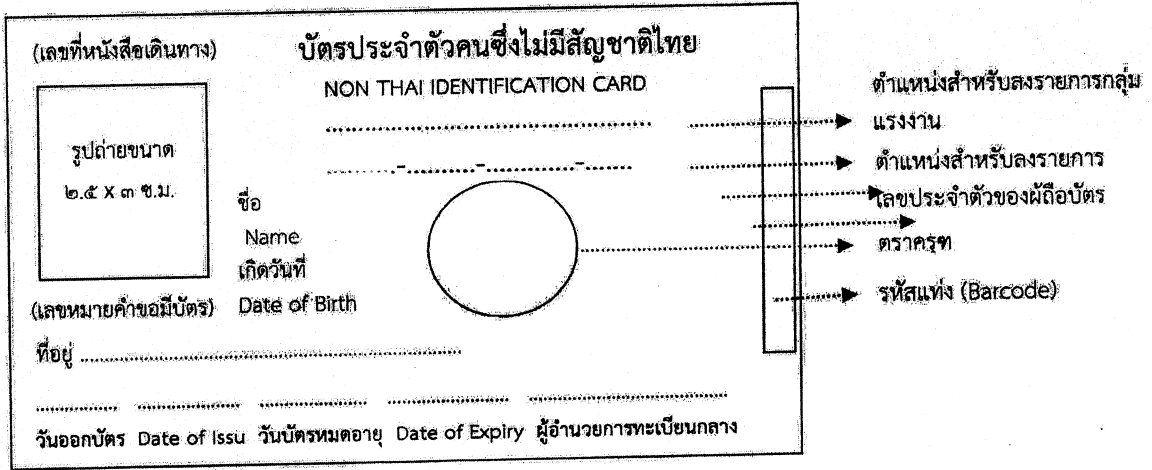 (เลขที่หนังสือเดินทาง)
บัตรประจำตัวคนซึ่งไม่มีสัญชาติไทย
NON THAI IDENTIFICATION CARD
รูปถ่ายขนาด
๒.๕ X ๓ ซ.ม.
ชื่อ
Name
เกิดวันที่
Date of Birth
(เลขหมายคำขอมีบัตร)
ที่อยู่
วันออกบัตร Date of Issu วันบัตรหมดอายุ Date of Expiry ผู้อำนวยการทะเบียนกลาง
ตำแหน่งสำหรับลงรายการกลุ่ม
แรงงาน
ตำแหน่งสำหรับลงรายการ
เลขประจำตัวของผู้ถือบัตร
ตราครุฑ
รหัสแท่ง (Barcode)